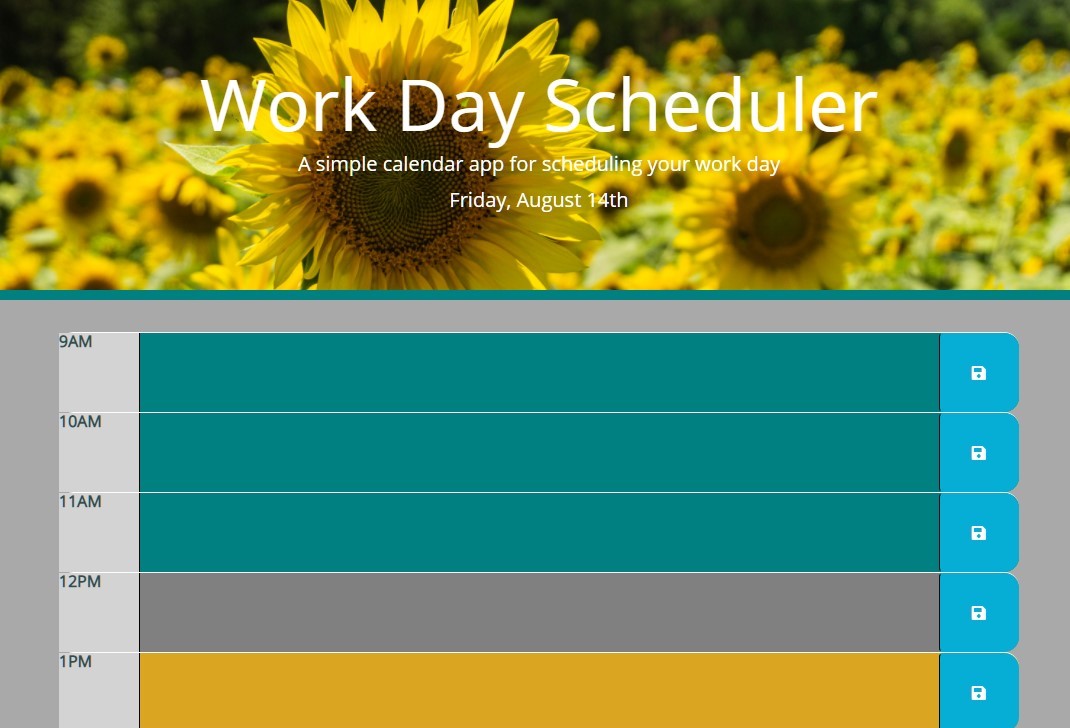 Work Day Scheduler
A simple calendar app for scheduling your work day
Friday, August 14th
9AM
10AM
11AM
12PM
1PM